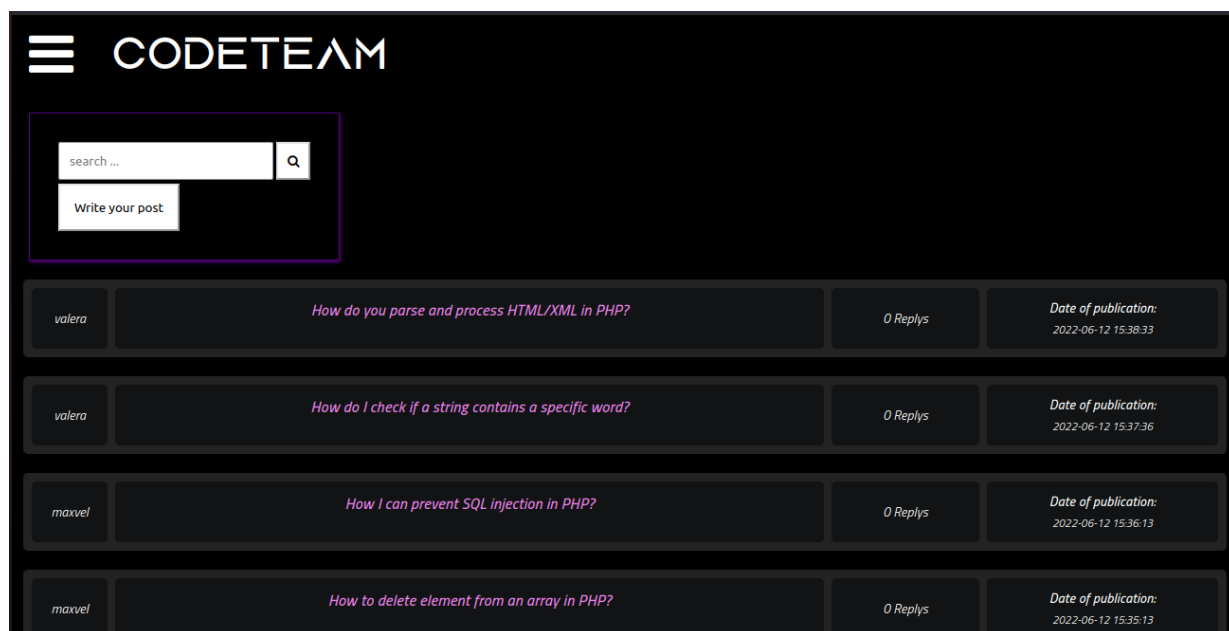 CODETEAM
search ...
Write your post
valera
How do you parse and process HTML/XML in PHP?
0 Replys
Date of publication:
2022-06-12 15:38:33
valera
How do I check if a string contains a specific word?
0 Replys
Date of publication:
2022-06-12 15:37:36
maxvel
How I can prevent SQL injection in PHP?
0 Replys
Date of publication:
2022-06-12 15:36:13
maxvel
How to delete element from an array in PHP?
0 Replys
Date of publication:
2022-06-12 15:35:13